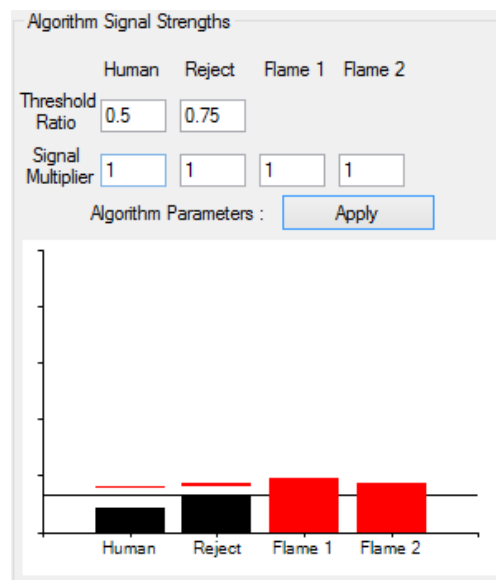 Algorithm Signal Strengths
Human Reject Flame 1 Flame 2
Threshold
Ratio 0.5 0.75
Signal
Multiplier 1 1 1 1
Algorithm Parameters : Apply
Human Reject Flame 1 Flame 2